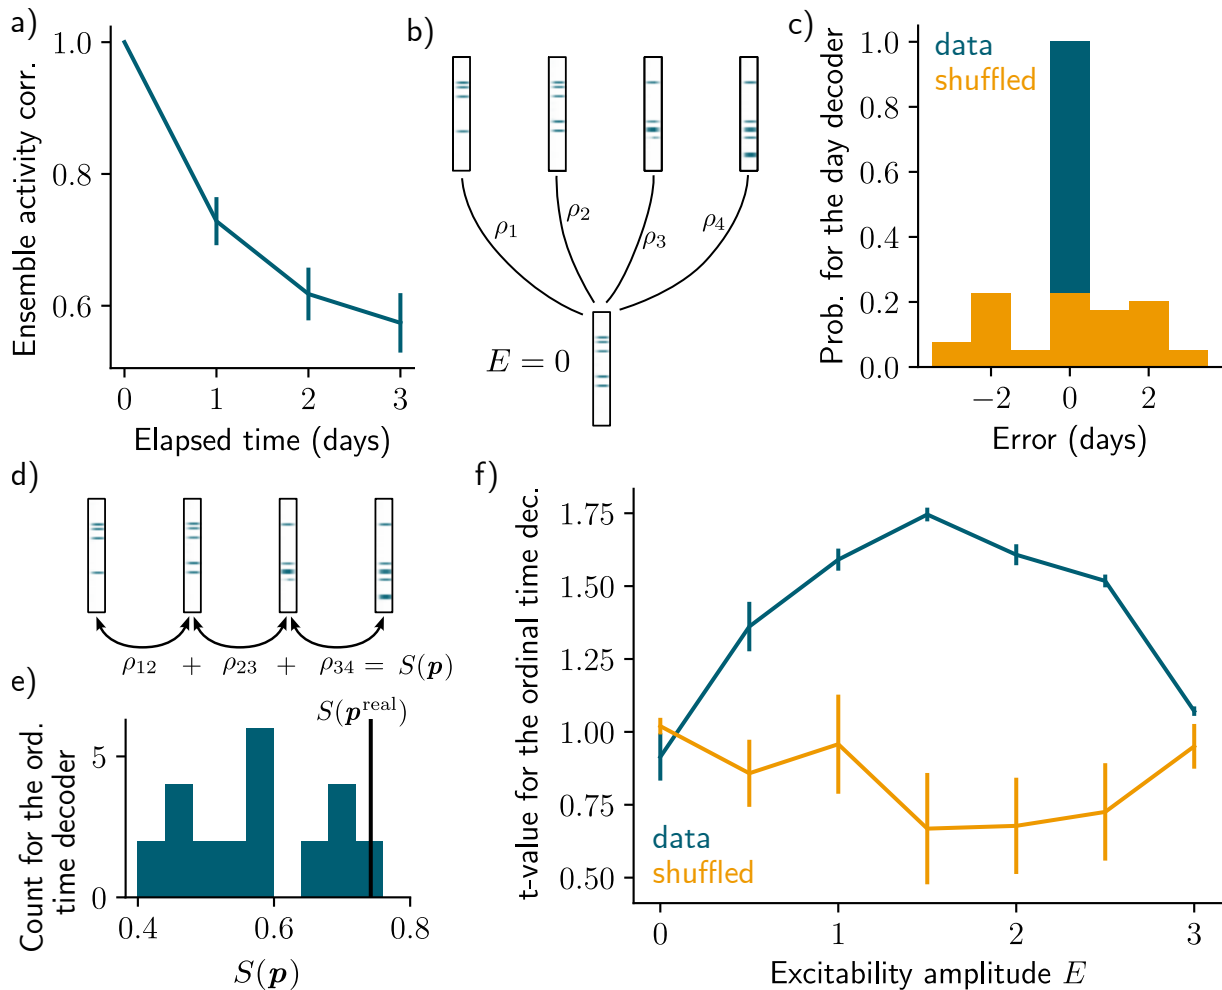 a)
Ensemble activity corr.
1.0
0.8
0.6
0
1
2
3
Elapsed time (days)
b)
ρ1
ρ2
ρ3
ρ4
E = 0
c)
Prob. for the day decoder
1.0
0.8
0.6
0.4
0.2
0.0
data
shuffled
−2
0
2
Error (days)
d)
ρ12 + ρ23 + ρ34 = S(p)
e)
Count for the ord.
time decoder
5
0
S(p^real)
0.4
0.6
0.8
S(p)
f)
t-value for the ordinal time dec.
1.75
1.50
1.25
1.00
0.75
0.50
data
shuffled
0
1
2
3
Excitability amplitude E